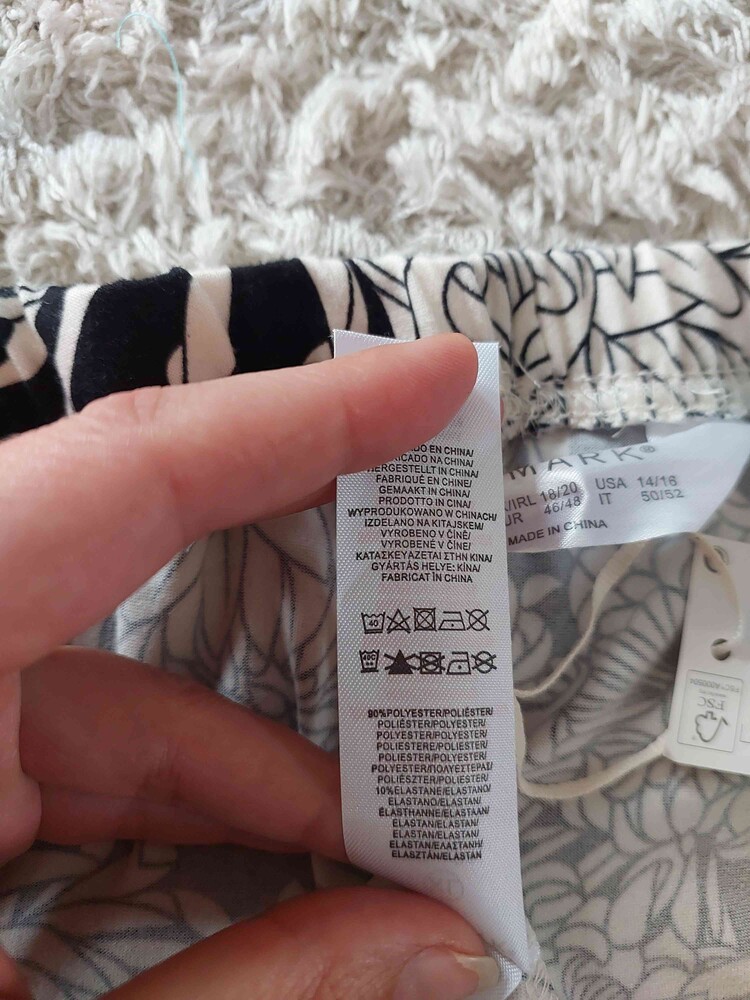 EN CHINA/
NA CHINA/
HERGESTELLT IN CHINA/
FABRIQUÉ EN CHINE/
GEMAAKT IN CHINA/
PRODOTTO IN CINA/
WYPRODUKOWANO W CHINACH/
IZDELANO NA KITAJSKEM/
VYROBENO V ČÍNĚ/
VYROBENÉ V ČÍNE/
ΚΑΤΑΣΚΕΥΑΖΕΤΑΙ ΣΤΗΝ ΚΙΝΑ/
GYÁRTÁS HELYE: KÍNA/
FABRICAT ÎN CHINA
40
40C
90%POLYESTER/POLIÉSTER/
POLIÉSTER/POLYESTER/
POLYESTER/POLYESTER/
POLIESTERE/POLIESTER/
POLIESTER/POLYESTER/
POLYESTER/ΠΟΛΥΕΣΤΕΡΑΣ/
POLIÉSZTER/POLIESTER
10%ELASTANE/ELASTANO/
ELASTANO/ELASTAN/
ÉLASTHANNE/ELASTAAN/
ELASTAN/ELASTAN/
ELASTAN/ELASTAN/
ELASTAN/ΕΛΑΣΤΑΝΗ/
ELASZTÁN/ELASTAN
MARK®
/IRL 18/20 USA 14/16
46/48 IT 50/52
MADE IN CHINA
FSC